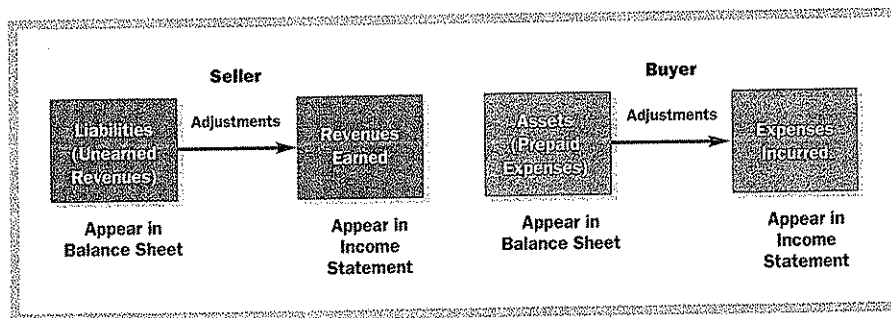 Seller
Liabilities
(Unearned
Revenues)
Adjustments
Revenues
Earned
Appear in
Balance Sheet
Appear in
Income
Statement
Buyer
Assets
(Prepaid
Expenses)
Adjustments
Expenses
Incurred
Appear in
Balance Sheet
Appear in
Income
Statement